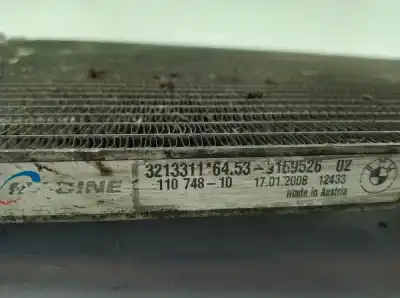 3213311*64.53-9169526 02
110 748-10 17.01.2008 12433
Made in Austria